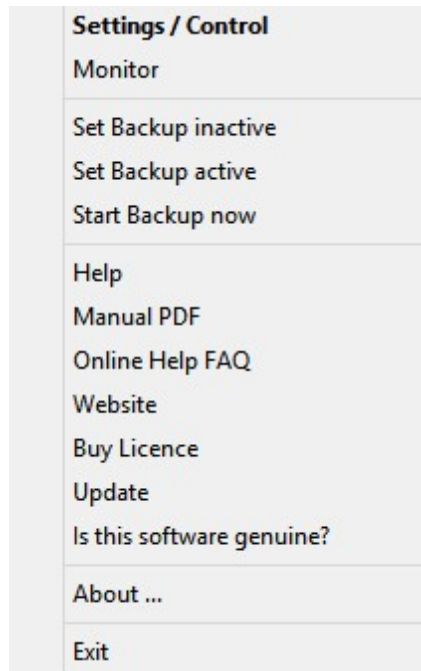 Settings / Control
Monitor
Set Backup inactive
Set Backup active
Start Backup now
Help
Manual PDF
Online Help FAQ
Website
Buy Licence
Update
Is this software genuine?
About ...
Exit